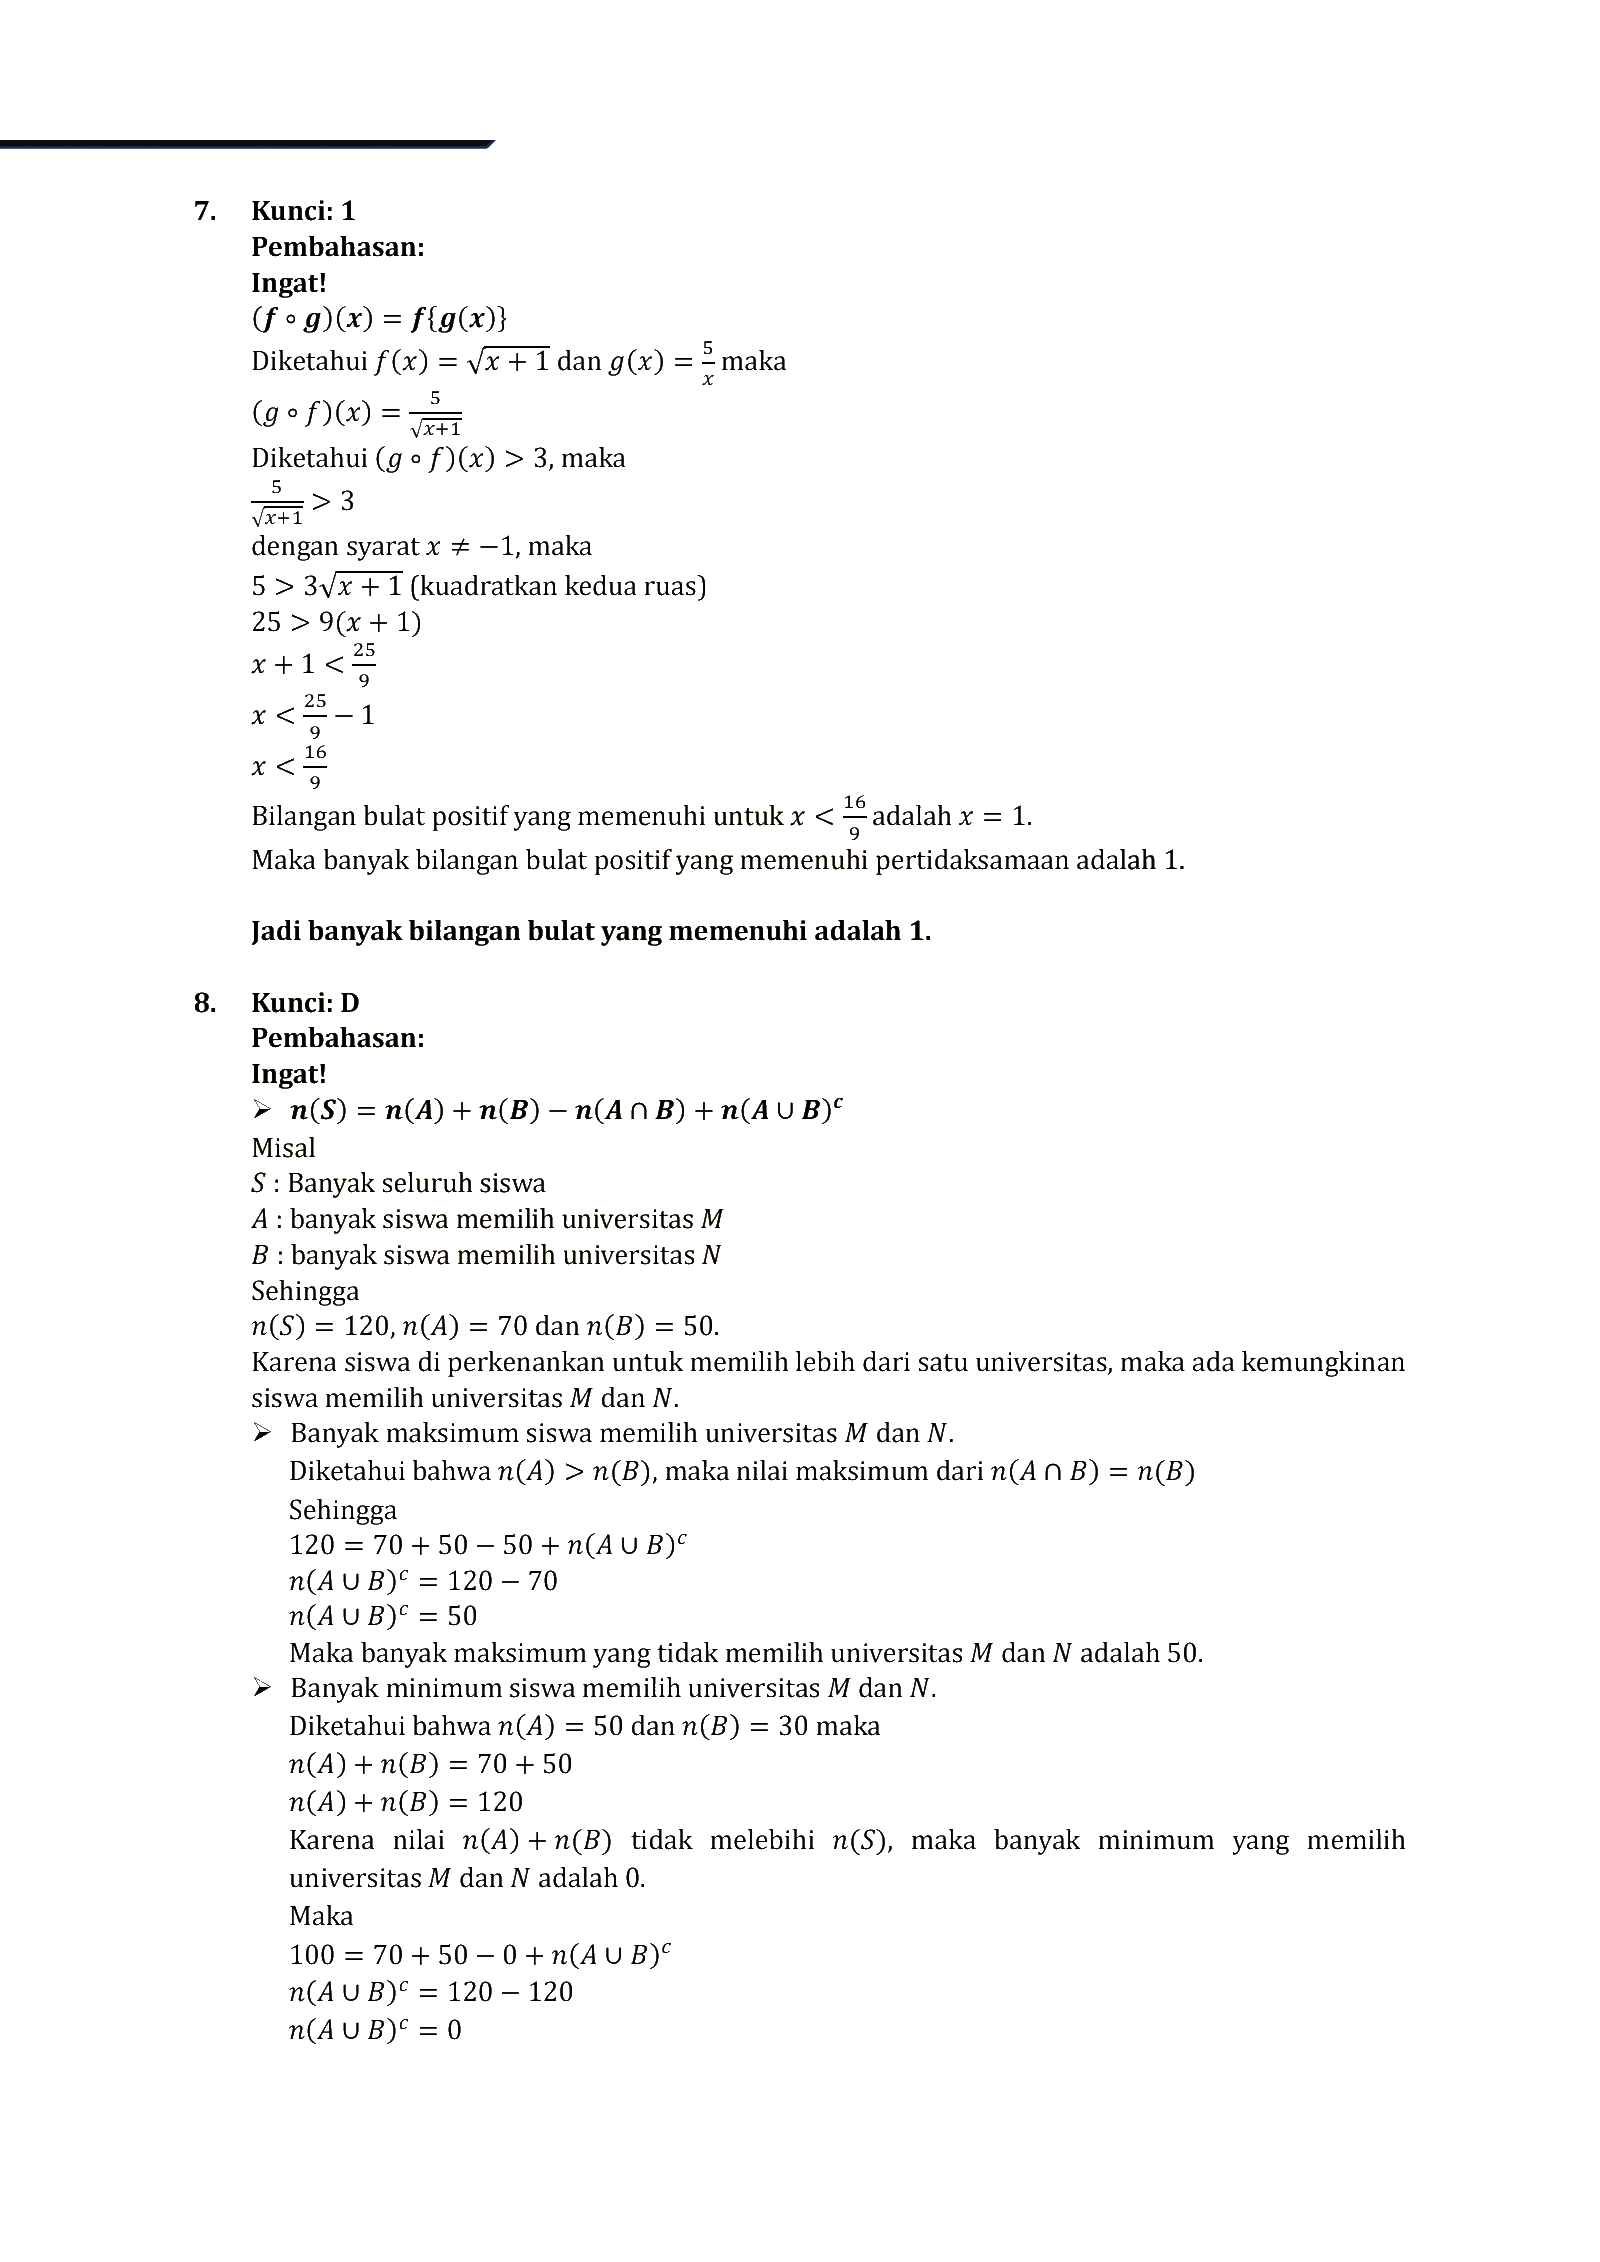 7. Kunci: 1
Pembahasan:
Ingat!
(f ∘ g)(x) = f{g(x)}
Diketahui f(x) = √(x + 1) dan g(x) = 5/x maka
(g ∘ f)(x) = 5/√(x+1)
Diketahui (g ∘ f)(x) > 3, maka
5/√(x+1) > 3
dengan syarat x ≠ −1, maka
5 > 3√(x + 1) (kuadratkan kedua ruas)
25 > 9(x + 1)
x + 1 < 25/9
x < 25/9 − 1
x < 16/9
Bilangan bulat positif yang memenuhi untuk x < 16/9 adalah x = 1.
Maka banyak bilangan bulat positif yang memenuhi pertidaksamaan adalah 1.
Jadi banyak bilangan bulat yang memenuhi adalah 1.
8. Kunci: D
Pembahasan:
Ingat!
➢ n(S) = n(A) + n(B) − n(A ∩ B) + n(A ∪ B)ᶜ
Misal
S : Banyak seluruh siswa
A : banyak siswa memilih universitas M
B : banyak siswa memilih universitas N
Sehingga
n(S) = 120, n(A) = 70 dan n(B) = 50.
Karena siswa di perkenankan untuk memilih lebih dari satu universitas, maka ada kemungkinan
siswa memilih universitas M dan N.
➢ Banyak maksimum siswa memilih universitas M dan N.
Diketahui bahwa n(A) > n(B), maka nilai maksimum dari n(A ∩ B) = n(B)
Sehingga
120 = 70 + 50 − 50 + n(A ∪ B)ᶜ
n(A ∪ B)ᶜ = 120 − 70
n(A ∪ B)ᶜ = 50
Maka banyak maksimum yang tidak memilih universitas M dan N adalah 50.
➢ Banyak minimum siswa memilih universitas M dan N.
Diketahui bahwa n(A) = 50 dan n(B) = 30 maka
n(A) + n(B) = 70 + 50
n(A) + n(B) = 120
Karena nilai n(A) + n(B) tidak melebihi n(S), maka banyak minimum yang memilih
universitas M dan N adalah 0.
Maka
100 = 70 + 50 − 0 + n(A ∪ B)ᶜ
n(A ∪ B)ᶜ = 120 − 120
n(A ∪ B)ᶜ = 0